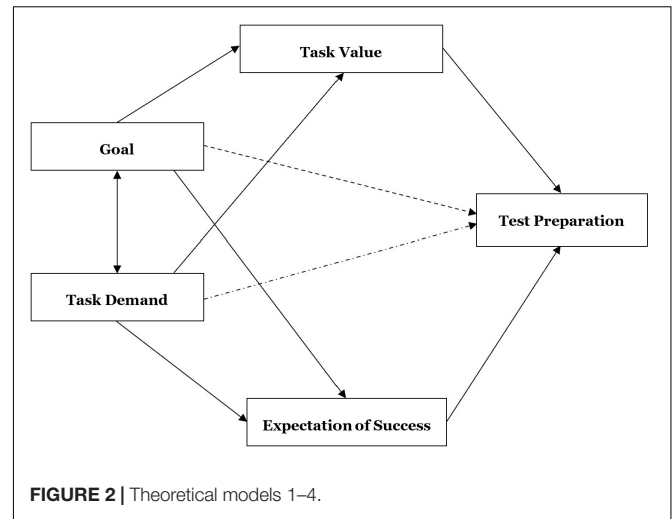 Task Value
Goal
Test Preparation
Task Demand
Expectation of Success
FIGURE 2 | Theoretical models 1–4.